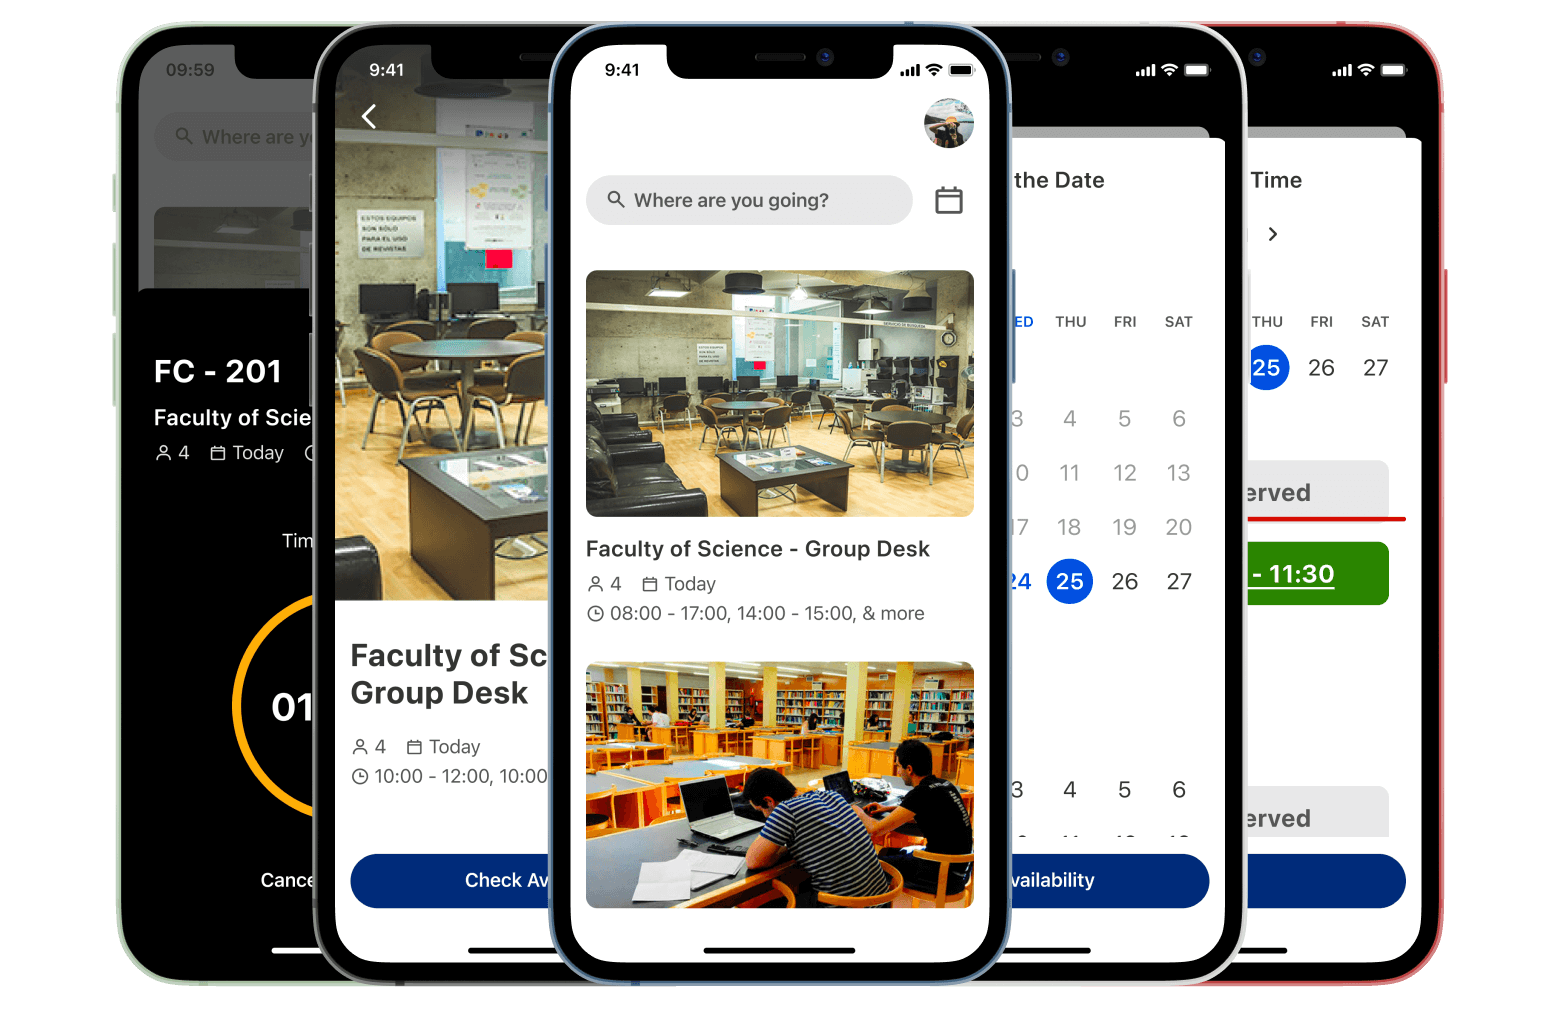 09:59
Where are yo
FC - 201
Faculty of Scie
4 Today
Tim
01
Cance
9:41
ESTOS EQUIPOS
SON SOLO
PARA EL USO
DE REVISTAS
Faculty of Sc
Group Desk
4 Today
10:00 - 12:00, 10:00
Check Av
9:41
Where are you going?
Faculty of Science - Group Desk
4 Today
08:00 - 17:00, 14:00 - 15:00, & more
the Date
ED THU FRI SAT
3 4 5 6
0 11 12 13
17 18 19 20
24 25 26 27
3 4 5 6
vailability
Time
THU FRI SAT
25 26 27
erved
- 11:30
erved